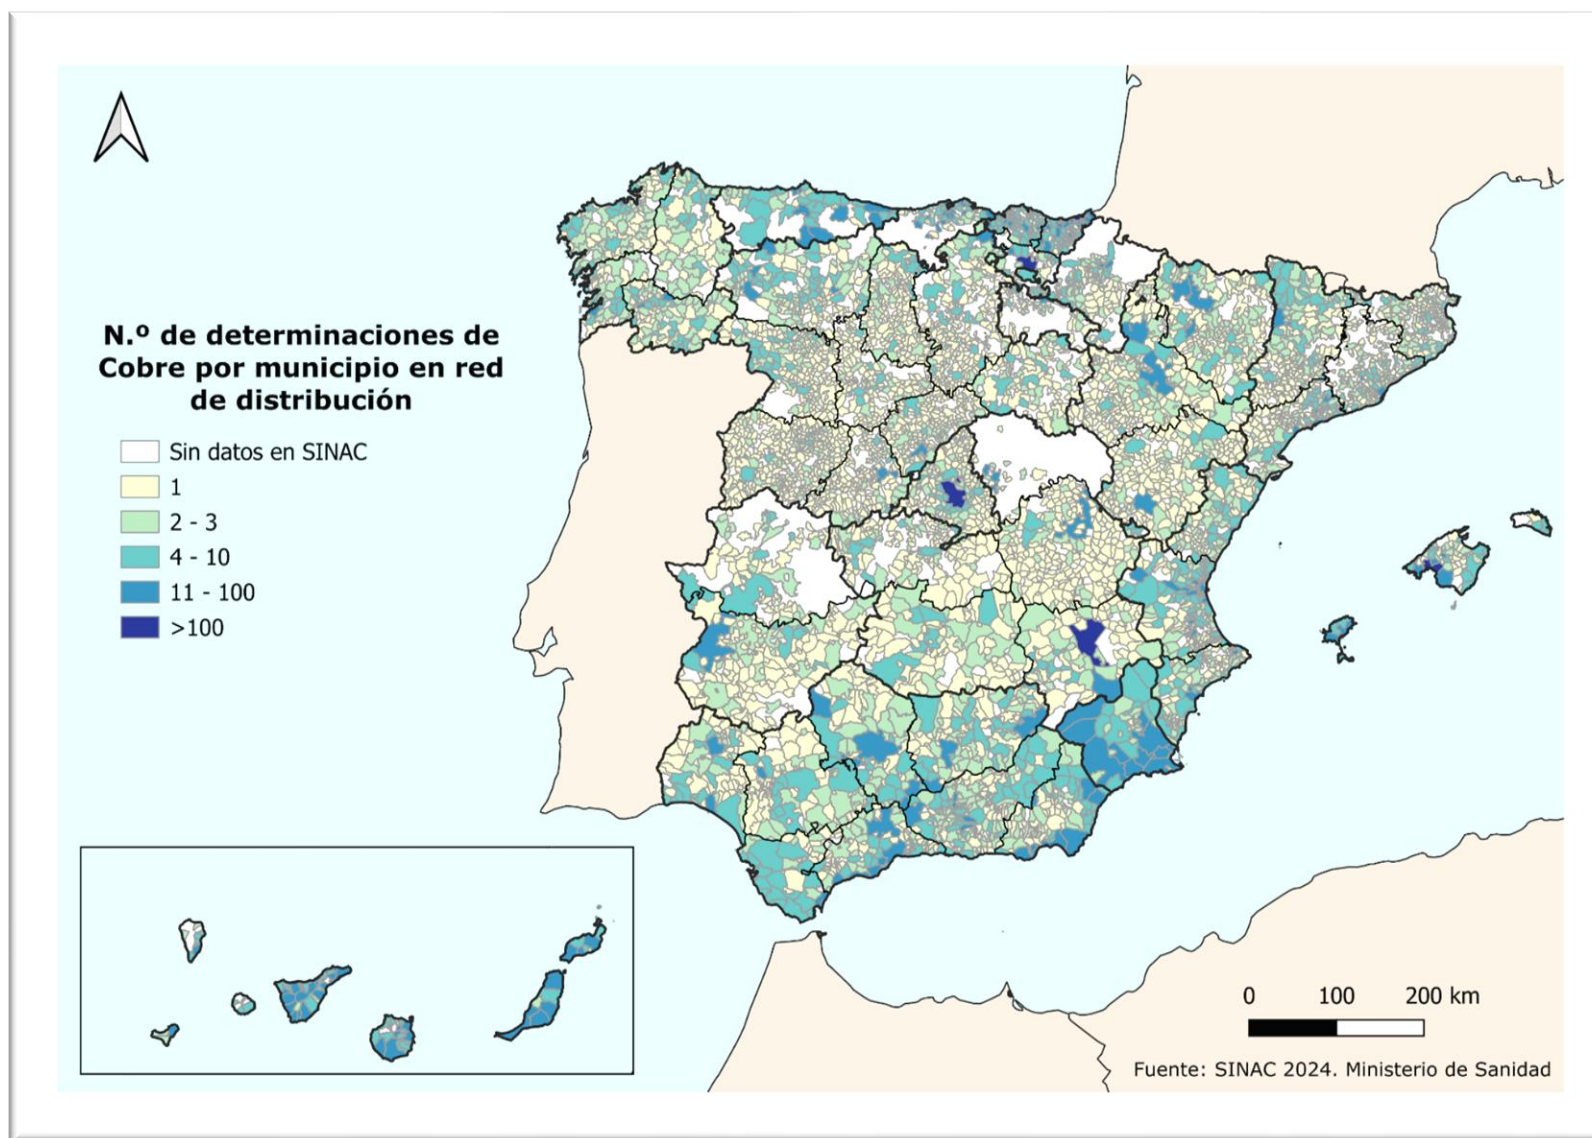 N.º de determinaciones de
Cobre por municipio en red
de distribución
Sin datos en SINAC
1
2 - 3
4 - 10
11 - 100
>100
0 100 200 km
Fuente: SINAC 2024. Ministerio de Sanidad